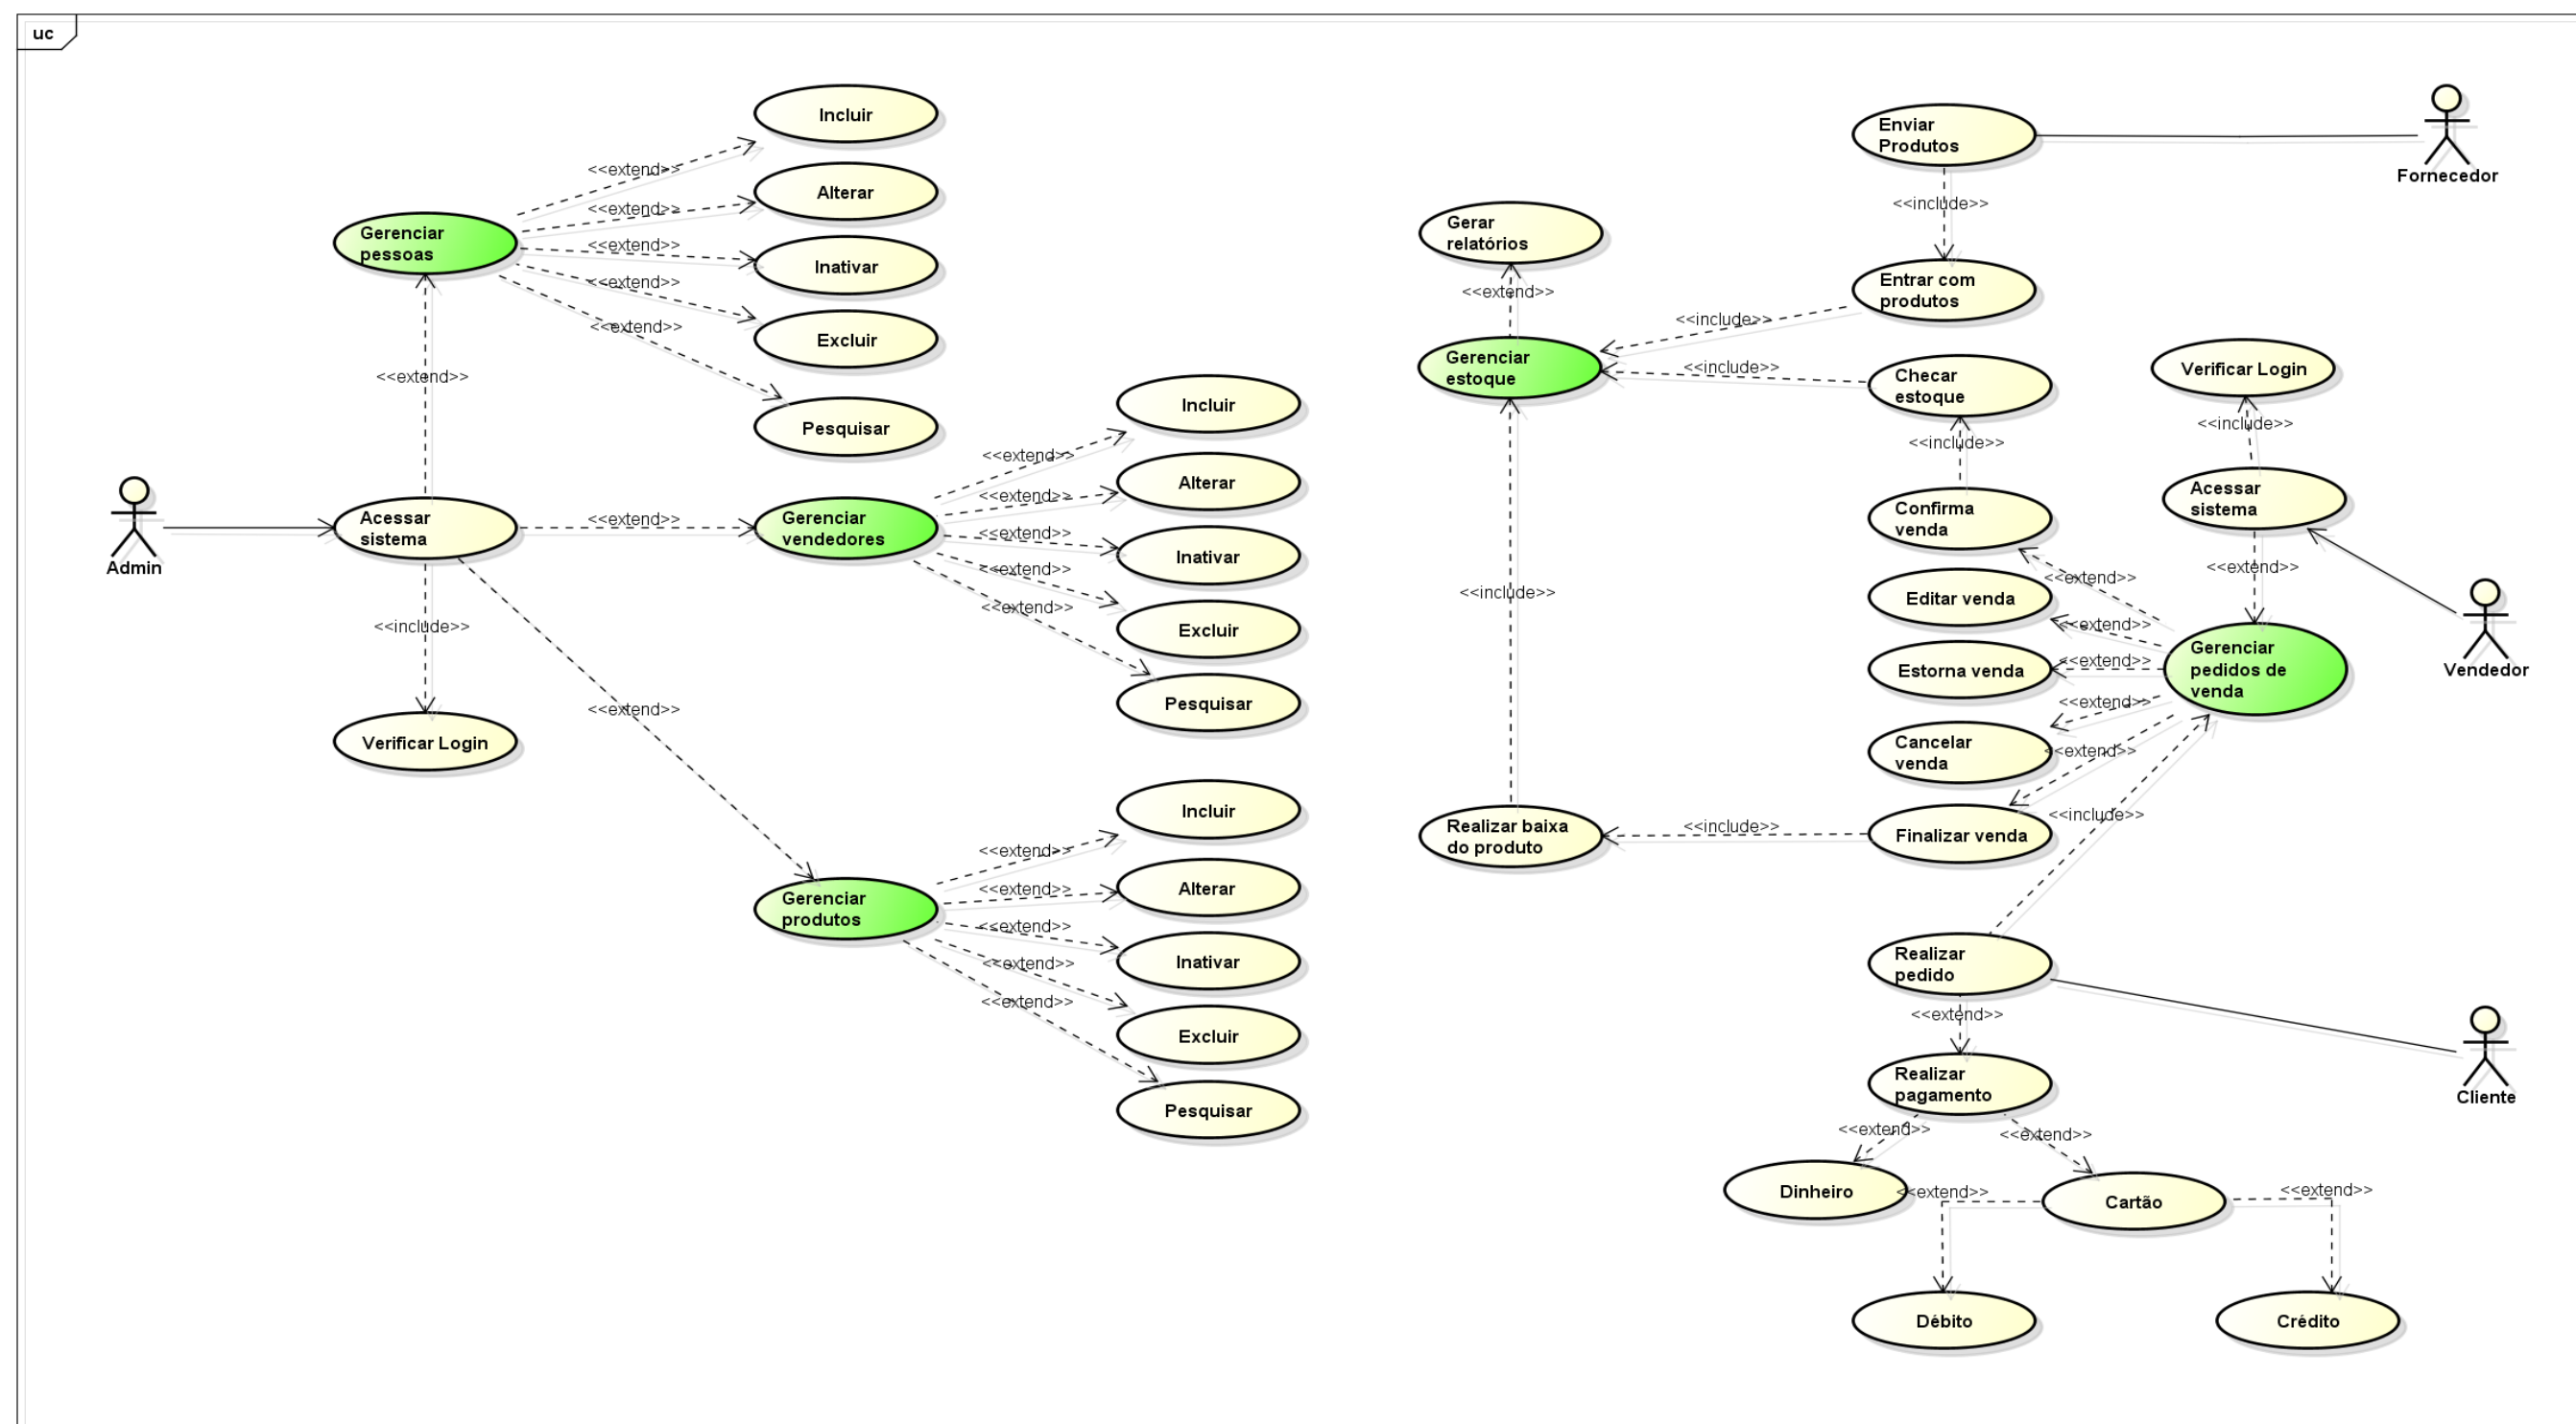 uc
Incluir
<<extend>>
Alterar
<<extend>>
Gerenciar
pessoas
<<extend>>
Inativar
<<extend>>
Excluir
<<extend>>
Pesquisar
<<extend>>
Admin
Acessar
sistema
<<extend>>
Gerenciar
vendedores
<<include>>
Verificar Login
<<extend>>
Incluir
<<extend>>
Alterar
<<extend>>
Inativar
<<extend>>
Excluir
<<extend>>
Pesquisar
<<extend>>
Gerenciar
produtos
Incluir
<<extend>>
Alterar
<<extend>>
Inativar
<<extend>>
Excluir
<<extend>>
Pesquisar
<<extend>>
Enviar
Produtos
Fornecedor
<<include>>
Gerar
relatórios
<<extend>>
Entrar com
produtos
<<include>>
Gerenciar
estoque
<<include>>
Checar
estoque
Verificar Login
<<include>>
<<include>>
Confirma
venda
Acessar
sistema
<<extend>>
<<extend>>
Editar venda
<<extend>>
Vendedor
<<include>>
Estorna venda
<<extend>>
Gerenciar
pedidos de
venda
<<extend>>
Cancelar
venda
<<extend>>
<<include>>
Realizar baixa
do produto
<<include>>
Finalizar venda
Realizar
pedido
<<extend>>
Cliente
Realizar
pagamento
<<extend>>
<<extend>>
Dinheiro
<<extend>>
Cartão
<<extend>>
Débito
Crédito